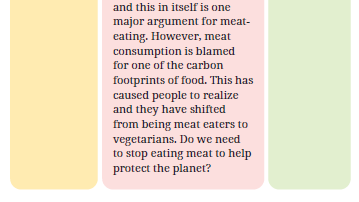 and this in itself is one
major argument for meat-
eating. However, meat
consumption is blamed
for one of the carbon
footprints of food. This has
caused people to realize
and they have shifted
from being meat eaters to
vegetarians. Do we need
to stop eating meat to help
protect the planet?